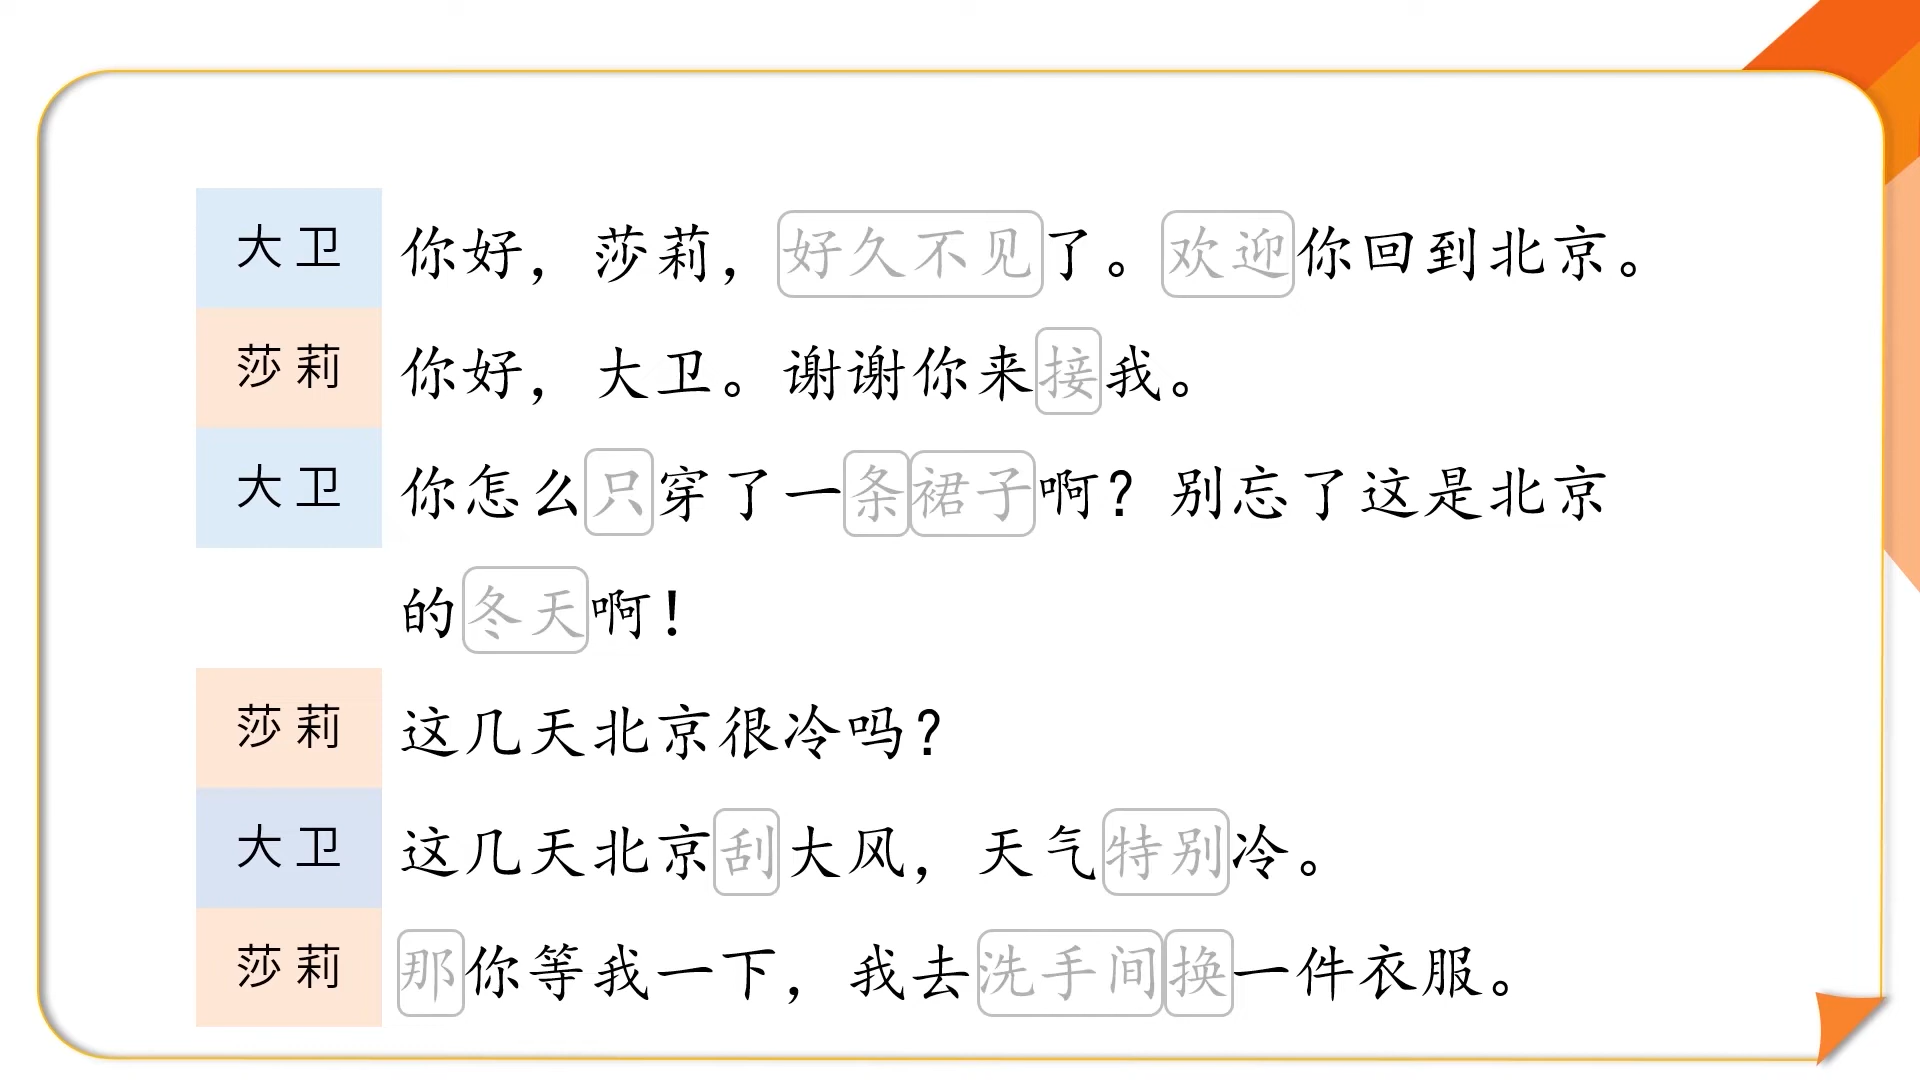 大卫 你好，莎莉，好久不见了。欢迎你回到北京。
莎莉 你好，大卫。谢谢你来接我。
大卫 你怎么只穿了一条裙子啊？别忘了这是北京
的冬天啊！
莎莉 这几天北京很冷吗？
大卫 这几天北京刮大风，天气特别冷。
莎莉 那你等我一下，我去洗手间换一件衣服。